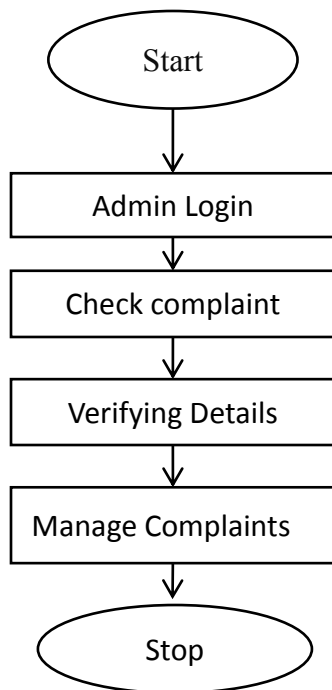 Start
Admin Login
Check complaint
Verifying Details
Manage Complaints
Stop